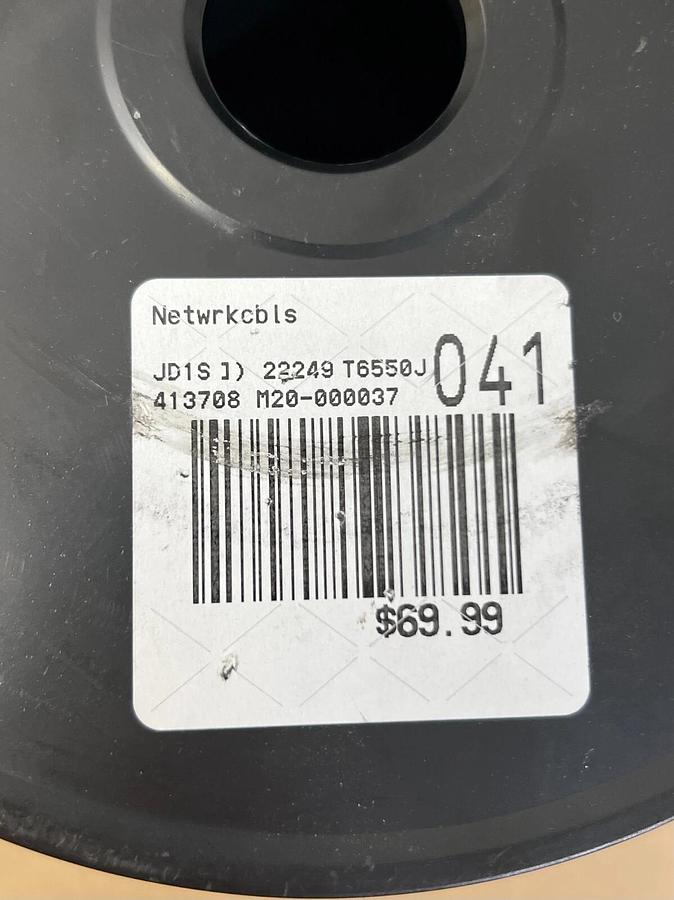 Netwrkcbls
JD1S ]) 22249 T6550J 041
413708 M20-000037
$69.99